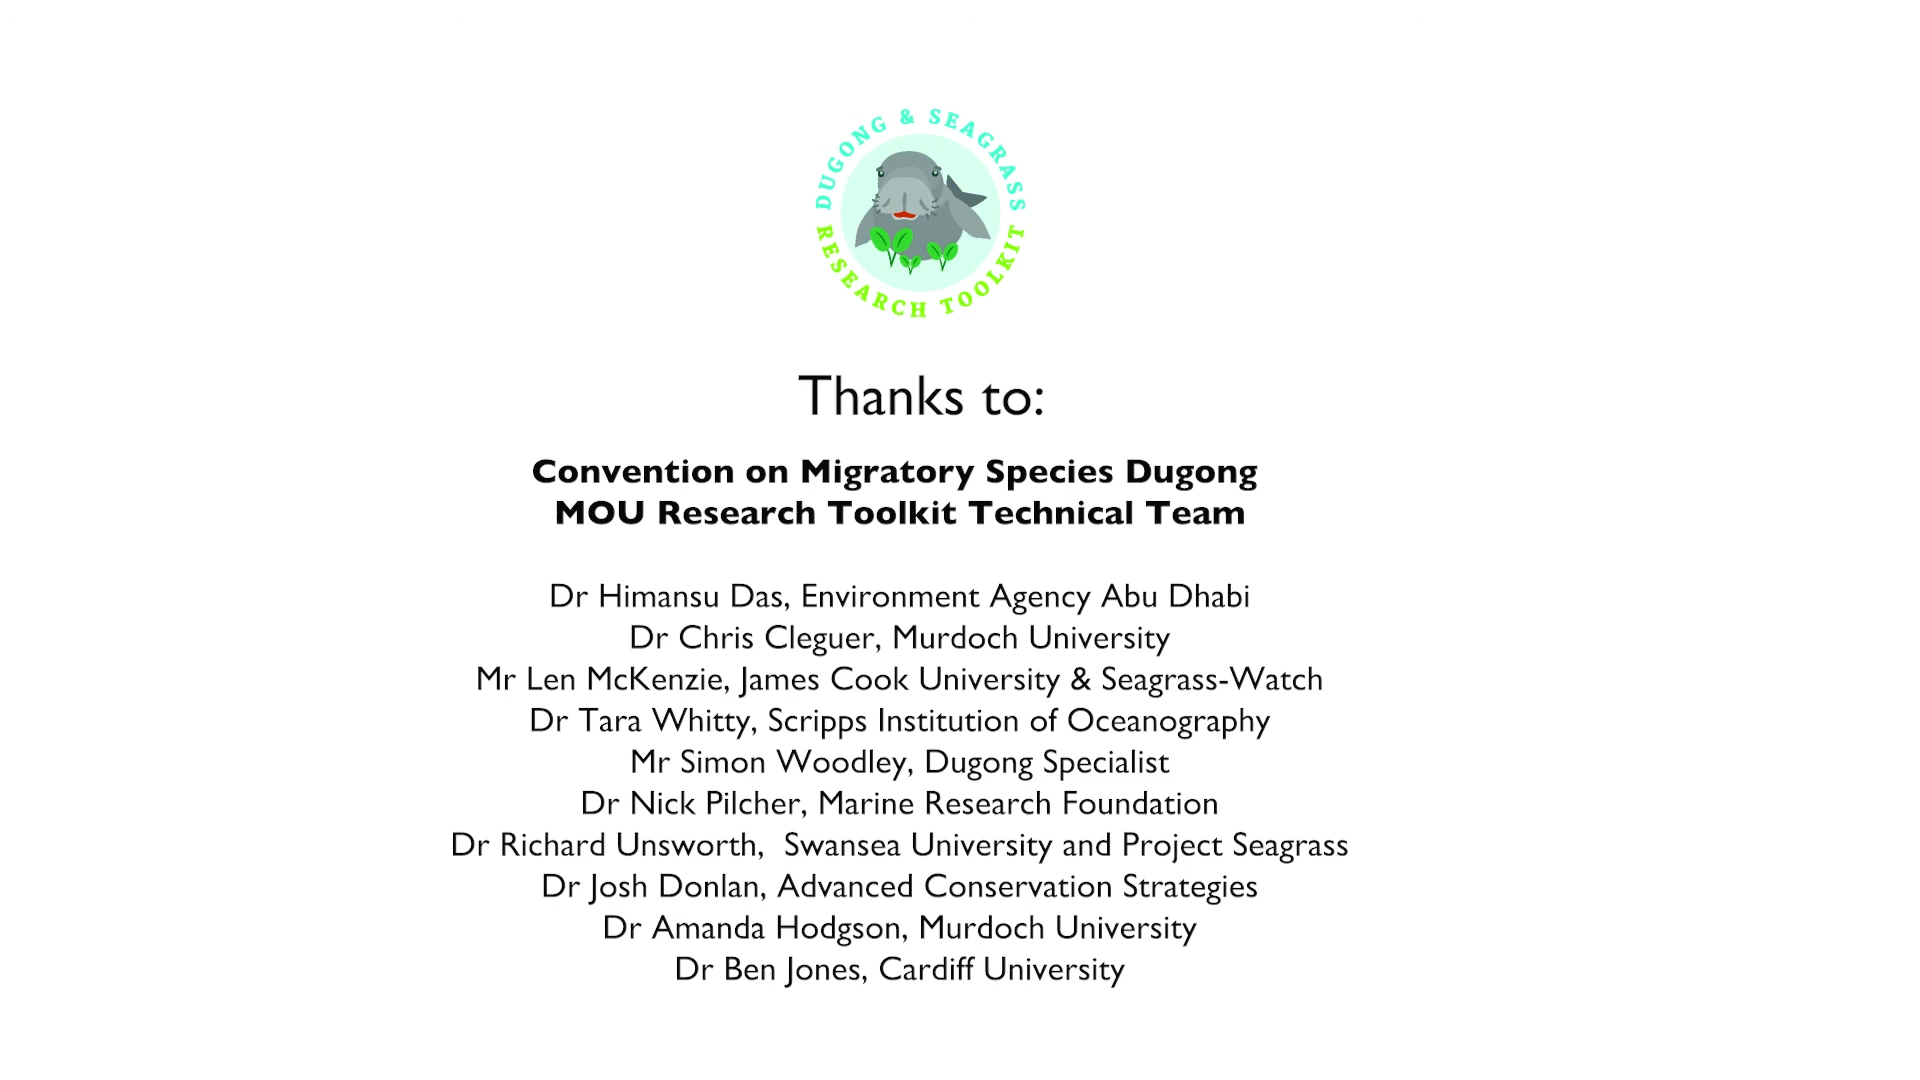 DUGONG & SEAGRASS
RESEARCH TOOLKIT
Thanks to:
Convention on Migratory Species Dugong
MOU Research Toolkit Technical Team
Dr Himansu Das, Environment Agency Abu Dhabi
Dr Chris Cleguer, Murdoch University
Mr Len McKenzie, James Cook University & Seagrass-Watch
Dr Tara Whitty, Scripps Institution of Oceanography
Mr Simon Woodley, Dugong Specialist
Dr Nick Pilcher, Marine Research Foundation
Dr Richard Unsworth,  Swansea University and Project Seagrass
Dr Josh Donlan, Advanced Conservation Strategies
Dr Amanda Hodgson, Murdoch University
Dr Ben Jones, Cardiff University